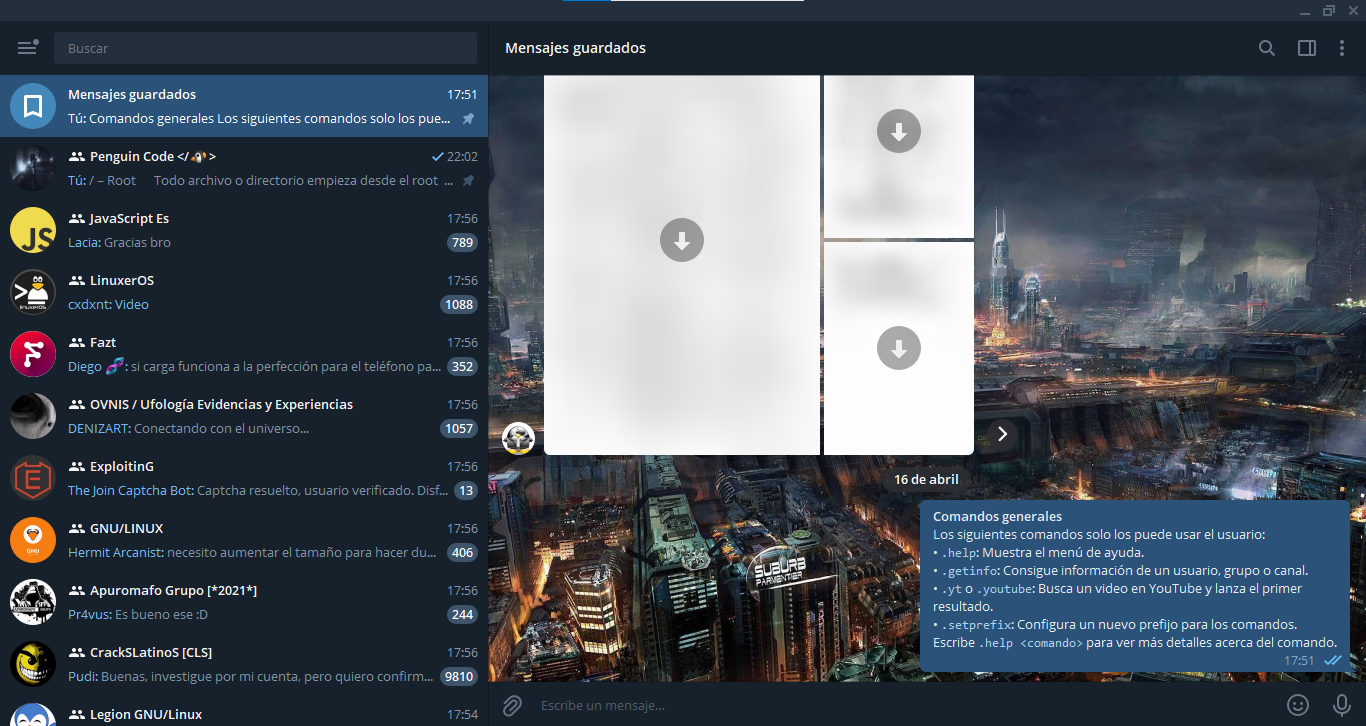 Buscar
Mensajes guardados
17:51
Tú: Comandos generales Los siguientes comandos solo los pue...
Penguin Code </🐧>
22:02
Tú: / – Root Todo archivo o directorio empieza desde el root ...
JavaScript Es
17:56
Lacia: Gracias bro
789
JS
LinuxerOS
17:56
cxdxnt: Video
1088
linuxerOS
Fazt
17:56
Diego 🧬: si carga funciona a la perfección para el teléfono pa...
352
OVNIS / Ufología Evidencias y Experiencias
17:56
DENIZART: Conectando con el universo...
1057
ExploitinG
17:56
The Join Captcha Bot: Captcha resuelto, usuario verificado. Disf...
13
GNU/LINUX
17:56
Hermit Arcanist: necesito aumentar el tamaño para hacer du...
406
GNU
Apuromafo Grupo [*2021*]
17:56
Pr4vus: Es bueno ese :D
244
CrackSLatinoS [CLS]
17:56
Pudi: Buenas, investigue por mi cuenta, pero quiero confirm...
9810
Legion GNU/Linux
17:54
Mensajes guardados
16 de abril
SUBURB
PARMENTIER
Comandos generales
Los siguientes comandos solo los puede usar el usuario:
• .help: Muestra el menú de ayuda.
• .getinfo: Consigue información de un usuario, grupo o canal.
• .yt o .youtube: Busca un video en YouTube y lanza el primer
resultado.
• .setprefix: Configura un nuevo prefijo para los comandos.
Escribe .help <comando> para ver más detalles acerca del comando.
17:51
Escribe un mensaje...